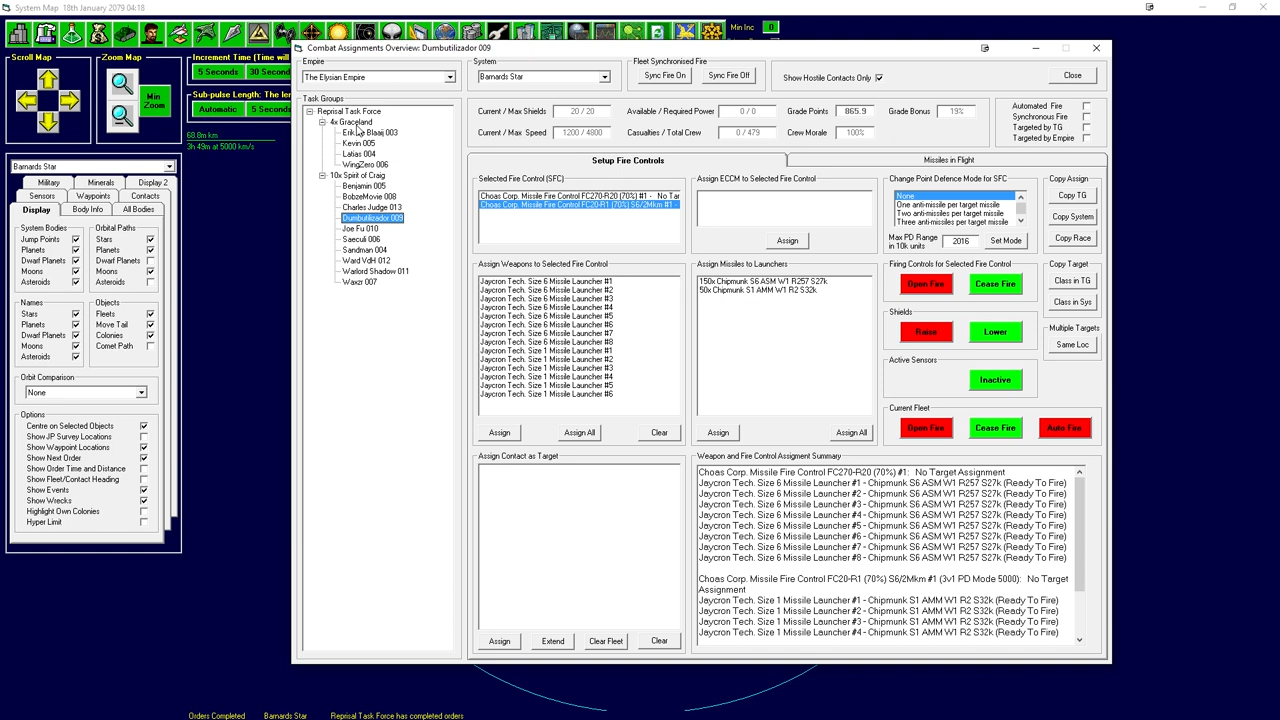 System Map  18th January 2079 04:18
Min Inc
0
Scroll Map
Zoom Map
Min
Zoom
Increment Time (Time will
5 Seconds
30 Secon
Sub-pulse Length: The len
Automatic
5 Second
68.8m km
3h 49m at 5000 km/s
Barnards Star
Military
Minerals
Display 2
Sensors
Waypoints
Contacts
Display
Body Info
All Bodies
System Bodies
Jump Points
Planets
Dwarf Planets
Moons
Asteroids
Orbital Paths
Stars
Planets
Dwarf Planets
Moons
Asteroids
Names
Stars
Planets
Dwarf Planets
Moons
Asteroids
Objects
Fleets
Move Tail
Colonies
Comet Path
Orbit Comparison
None
Options
Centre on Selected Objects
Show JP Survey Locations
Show Waypoint Locations
Show Next Order
Show Order Time and Distance
Show Fleet/Contact Heading
Show Events
Show Wrecks
Highlight Own Colonies
Hyper Limit
Orders Completed
Barnards Star
Reprisal Task Force has completed orders
Combat Assignments Overview: Dumbutilizador 009
Empire
The Elysian Empire
System
Barnards Star
Fleet Synchronised Fire
Sync Fire On
Sync Fire Off
Show Hostile Contacts Only
Close
Task Groups
Reprisal Task Force
4x Graceland
Blaaij 003
Kevin 005
Latias 004
WingZero 006
10x Spirit of Craig
Benjamin 005
BobzeMovie 008
Charles Judge 013
Dumbutilizador 009
Joe Fu 010
Saeculi 006
Sandman 004
Ward VdH 012
Warlord Shadow 011
Waxzr 007
Current / Max Shields
20 / 20
Available / Required Power
0 / 0
Grade Points
865.9
Grade Bonus
19%
Current / Max Speed
1200 / 4800
Casualties / Total Crew
0 / 479
Crew Morale
100%
Automated Fire
Synchronous Fire
Targeted by TG
Targeted by Empire
Setup Fire Controls
Missiles in Flight
Selected Fire Control (SFC)
Choas Corp. Missile Fire Control FC270-R20 (70%) #1 - No Tar
Choas Corp. Missile Fire Control FC20-R1 (70%) S6/2Mkm #1 -
Assign ECCM to Selected Fire Control
Assign
Change Point Defence Mode for SFC
None
One anti-missile per target missile
Two anti-missiles per target missile
Three anti-missiles per target missile
Max PD Range
in 10k units
2016
Set Mode
Copy Assign
Copy TG
Copy System
Copy Race
Assign Weapons to Selected Fire Control
Jaycron Tech. Size 6 Missile Launcher #1
Jaycron Tech. Size 6 Missile Launcher #2
Jaycron Tech. Size 6 Missile Launcher #3
Jaycron Tech. Size 6 Missile Launcher #4
Jaycron Tech. Size 6 Missile Launcher #5
Jaycron Tech. Size 6 Missile Launcher #6
Jaycron Tech. Size 6 Missile Launcher #7
Jaycron Tech. Size 6 Missile Launcher #8
Jaycron Tech. Size 1 Missile Launcher #1
Jaycron Tech. Size 1 Missile Launcher #2
Jaycron Tech. Size 1 Missile Launcher #3
Jaycron Tech. Size 1 Missile Launcher #4
Jaycron Tech. Size 1 Missile Launcher #5
Jaycron Tech. Size 1 Missile Launcher #6
Assign
Assign All
Clear
Assign Missiles to Launchers
150x Chipmunk S6 ASM W1 R257 S27k
50x Chipmunk S1 AMM W1 R2 S32k
Assign
Assign All
Firing Controls for Selected Fire Control
Open Fire
Cease Fire
Shields
Raise
Lower
Active Sensors
Inactive
Current Fleet
Open Fire
Cease Fire
Auto Fire
Copy Target
Class in TG
Class in Sys
Multiple Targets
Same Loc
Assign Contact as Target
Assign
Extend
Clear Fleet
Clear
Weapon and Fire Control Assigment Summary
Choas Corp. Missile Fire Control FC270-R20 (70%) #1:  No Target Assignment
Jaycron Tech. Size 6 Missile Launcher #1 - Chipmunk S6 ASM W1 R257 S27k (Ready To Fire)
Jaycron Tech. Size 6 Missile Launcher #2 - Chipmunk S6 ASM W1 R257 S27k (Ready To Fire)
Jaycron Tech. Size 6 Missile Launcher #3 - Chipmunk S6 ASM W1 R257 S27k (Ready To Fire)
Jaycron Tech. Size 6 Missile Launcher #4 - Chipmunk S6 ASM W1 R257 S27k (Ready To Fire)
Jaycron Tech. Size 6 Missile Launcher #5 - Chipmunk S6 ASM W1 R257 S27k (Ready To Fire)
Jaycron Tech. Size 6 Missile Launcher #6 - Chipmunk S6 ASM W1 R257 S27k (Ready To Fire)
Jaycron Tech. Size 6 Missile Launcher #7 - Chipmunk S6 ASM W1 R257 S27k (Ready To Fire)
Jaycron Tech. Size 6 Missile Launcher #8 - Chipmunk S6 ASM W1 R257 S27k (Ready To Fire)
Choas Corp. Missile Fire Control FC20-R1 (70%) S6/2Mkm #1 (3v1 PD Mode 5000):  No Target
Assignment
Jaycron Tech. Size 1 Missile Launcher #1 - Chipmunk S1 AMM W1 R2 S32k (Ready To Fire)
Jaycron Tech. Size 1 Missile Launcher #2 - Chipmunk S1 AMM W1 R2 S32k (Ready To Fire)
Jaycron Tech. Size 1 Missile Launcher #3 - Chipmunk S1 AMM W1 R2 S32k (Ready To Fire)
Jaycron Tech. Size 1 Missile Launcher #4 - Chipmunk S1 AMM W1 R2 S32k (Ready To Fire)